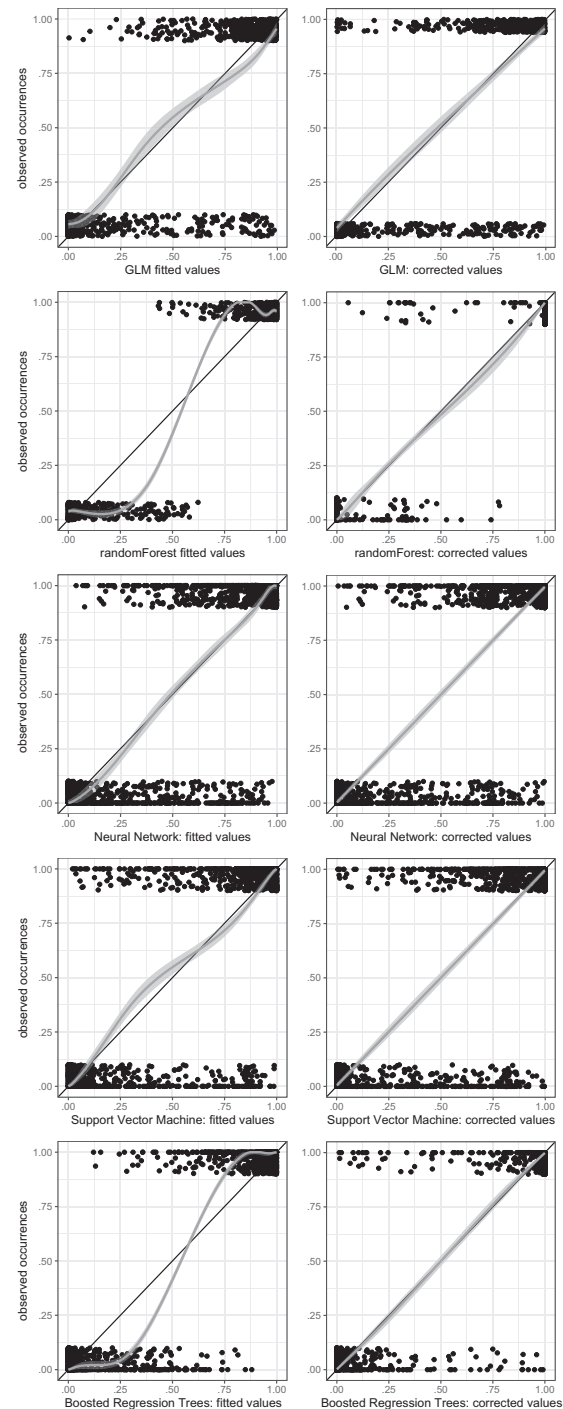 1.00
.75
.50
.25
.00
observed occurrences
.00 .25 .50 .75 1.00
GLM fitted values
1.00
.75
.50
.25
.00
.00 .25 .50 .75 1.00
GLM: corrected values
1.00
.75
.50
.25
.00
observed occurrences
.00 .25 .50 .75 1.00
randomForest fitted values
1.00
.75
.50
.25
.00
.00 .25 .50 .75 1.00
randomForest: corrected values
1.00
.75
.50
.25
.00
observed occurrences
.00 .25 .50 .75 1.00
Neural Network: fitted values
1.00
.75
.50
.25
.00
.00 .25 .50 .75 1.00
Neural Network: corrected values
1.00
.75
.50
.25
.00
observed occurrences
.00 .25 .50 .75 1.00
Support Vector Machine: fitted values
1.00
.75
.50
.25
.00
.00 .25 .50 .75 1.00
Support Vector Machine: corrected values
1.00
.75
.50
.25
.00
observed occurrences
.00 .25 .50 .75 1.00
Boosted Regression Trees: fitted values
1.00
.75
.50
.25
.00
.00 .25 .50 .75 1.00
Boosted Regression Trees: corrected values